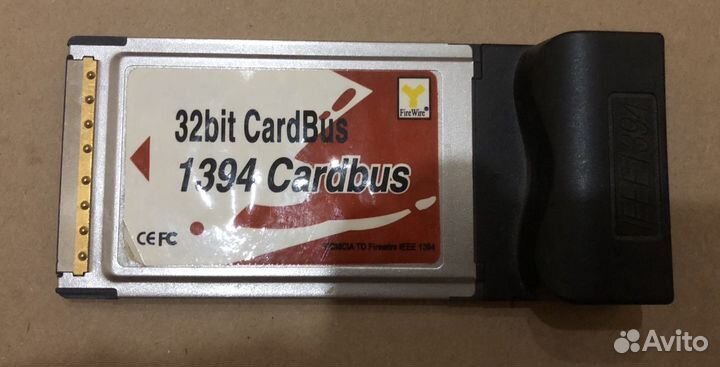 32bit CardBus
FireWire®
1394 Cardbus
CE FC
PCMCIA TO Firewire IEEE 1394
IEEE1394
Avito